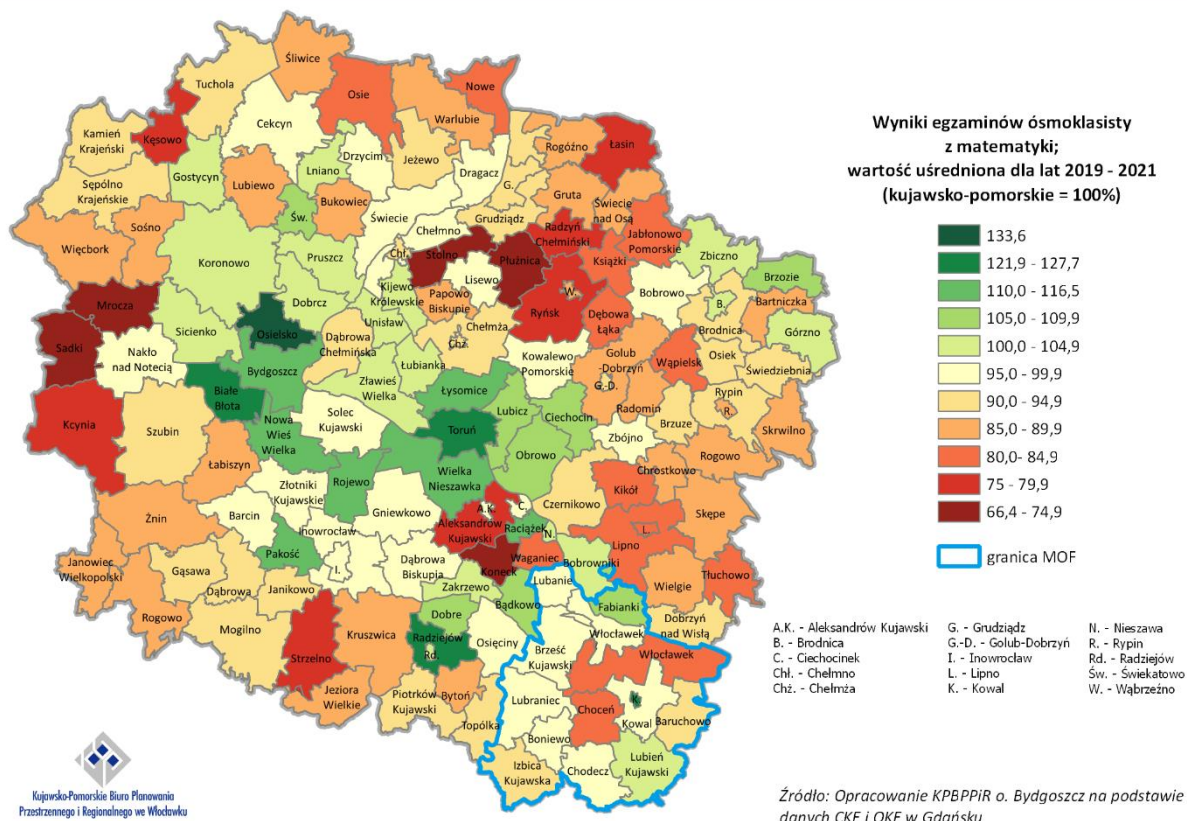 Wyniki egzaminów ósmoklasisty
z matematyki;
wartość uśredniona dla lat 2019 - 2021
(kujawsko-pomorskie = 100%)
133,6
121,9 - 127,7
110,0 - 116,5
105,0 - 109,9
100,0 - 104,9
95,0 - 99,9
90,0 - 94,9
85,0 - 89,9
80,0- 84,9
75 - 79,9
66,4 - 74,9
granica MOF
A.K. - Aleksandrów Kujawski
B. - Brodnica
C. - Ciechocinek
Chł. - Chełmno
Chż. - Chełmża
G. - Grudziądz
G.-D. - Golub-Dobrzyń
I. - Inowrocław
L. - Lipno
K. - Kowal
N. - Nieszawa
R. - Rypin
Rd. - Radziejów
Św. - Świekatowo
W. - Wąbrzeźno
Śliwice
Tuchola
Osie
Nowe
Warlubie
Cekcyn
Kęsowo
Kamień
Krajeński
Rogóźno
Łasin
Drzycim
Jeżewo
Dragacz
G.
Gostycyn
Lniano
Lubiewo
Sępólno
Krajeńskie
Gruta
Świecie
nad Osą
Bukowiec
Św.
Świecie
Grudziądz
Sośno
Więcbork
Chełmno
Radzyń
Chełmiński
Jabłonowo
Pomorskie
Książki
Zbiczno
Brzozie
Koronowo
Pruszcz
Chł.
Stolno
Płużnica
Lisewo
Kijewo
Królewskie
Papowo
Biskupie
W.
Bobrowo
B.
Bartniczka
Mrocza
Dobrcz
Unisław
Ryńsk
Dębowa
Łąka
Brodnica
Górzno
Sicienko
Osielsko
Dąbrowa
Chełmińska
Chełmża
Chż.
Sadki
Nakło
nad Notecią
Kowalewo
Pomorskie
Golub
-Dobrzyń
G.-D.
Wąpielsk
Osiek
Świedziebnia
Bydgoszcz
Łubianka
Białe
Błota
Zławieś
Wielka
Łysomice
Rypin
R.
Kcynia
Szubin
Solec
Kujawski
Toruń
Lubicz
Ciechocin
Radomin
Brzuze
Skrwilno
Nowa
Wieś
Wielka
Zbójno
Rogowo
Obrowo
Łabiszyn
Wielka
Nieszawka
Chrostkowo
Złotniki
Kujawskie
Rojewo
Czernikowo
Kikół
Skępe
Żnin
Barcin
Inowrocław
Gniewkowo
A.K.
C.
Aleksandrów
Kujawski
Raciążek
N.
L.
Lipno
Pakość
I.
Dąbrowa
Biskupia
Koneck
Waganiec
Bobrowniki
Tłuchowo
Janowiec
Wielkopolski
Gąsawa
Dąbrowa
Janikowo
Zakrzewo
Lubanie
Wielgie
Bądkowo
Fabianki
Rogowo
Mogilno
Strzelno
Kruszwica
Dobre
Radziejów
Rd.
Osięciny
Włocławek
Dobrzyń
nad Wisłą
Brześć
Kujawski
Włocławek
Jeziora
Wielkie
Piotrków
Kujawski
Bytoń
Topólka
Lubraniec
Choceń
K.
Kowal
Baruchowo
Boniewo
Izbica
Kujawska
Chodecz
Lubień
Kujawski
Kujawsko-Pomorskie Biuro Planowania
Przestrzennego i Regionalnego we Włocławku
Źródło: Opracowanie KPBPPiR o. Bydgoszcz na podstawie
danych CKE i OKE w Gdańsku